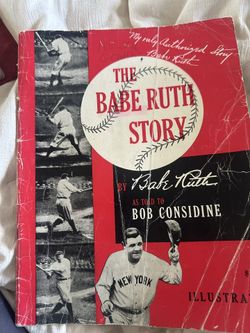 My only Authorized Story
Babe Ruth
THE
BABE RUTH
STORY
BY Babe Ruth
AS TOLD TO
BOB CONSIDINE
NEW YORK
ILLUSTRA